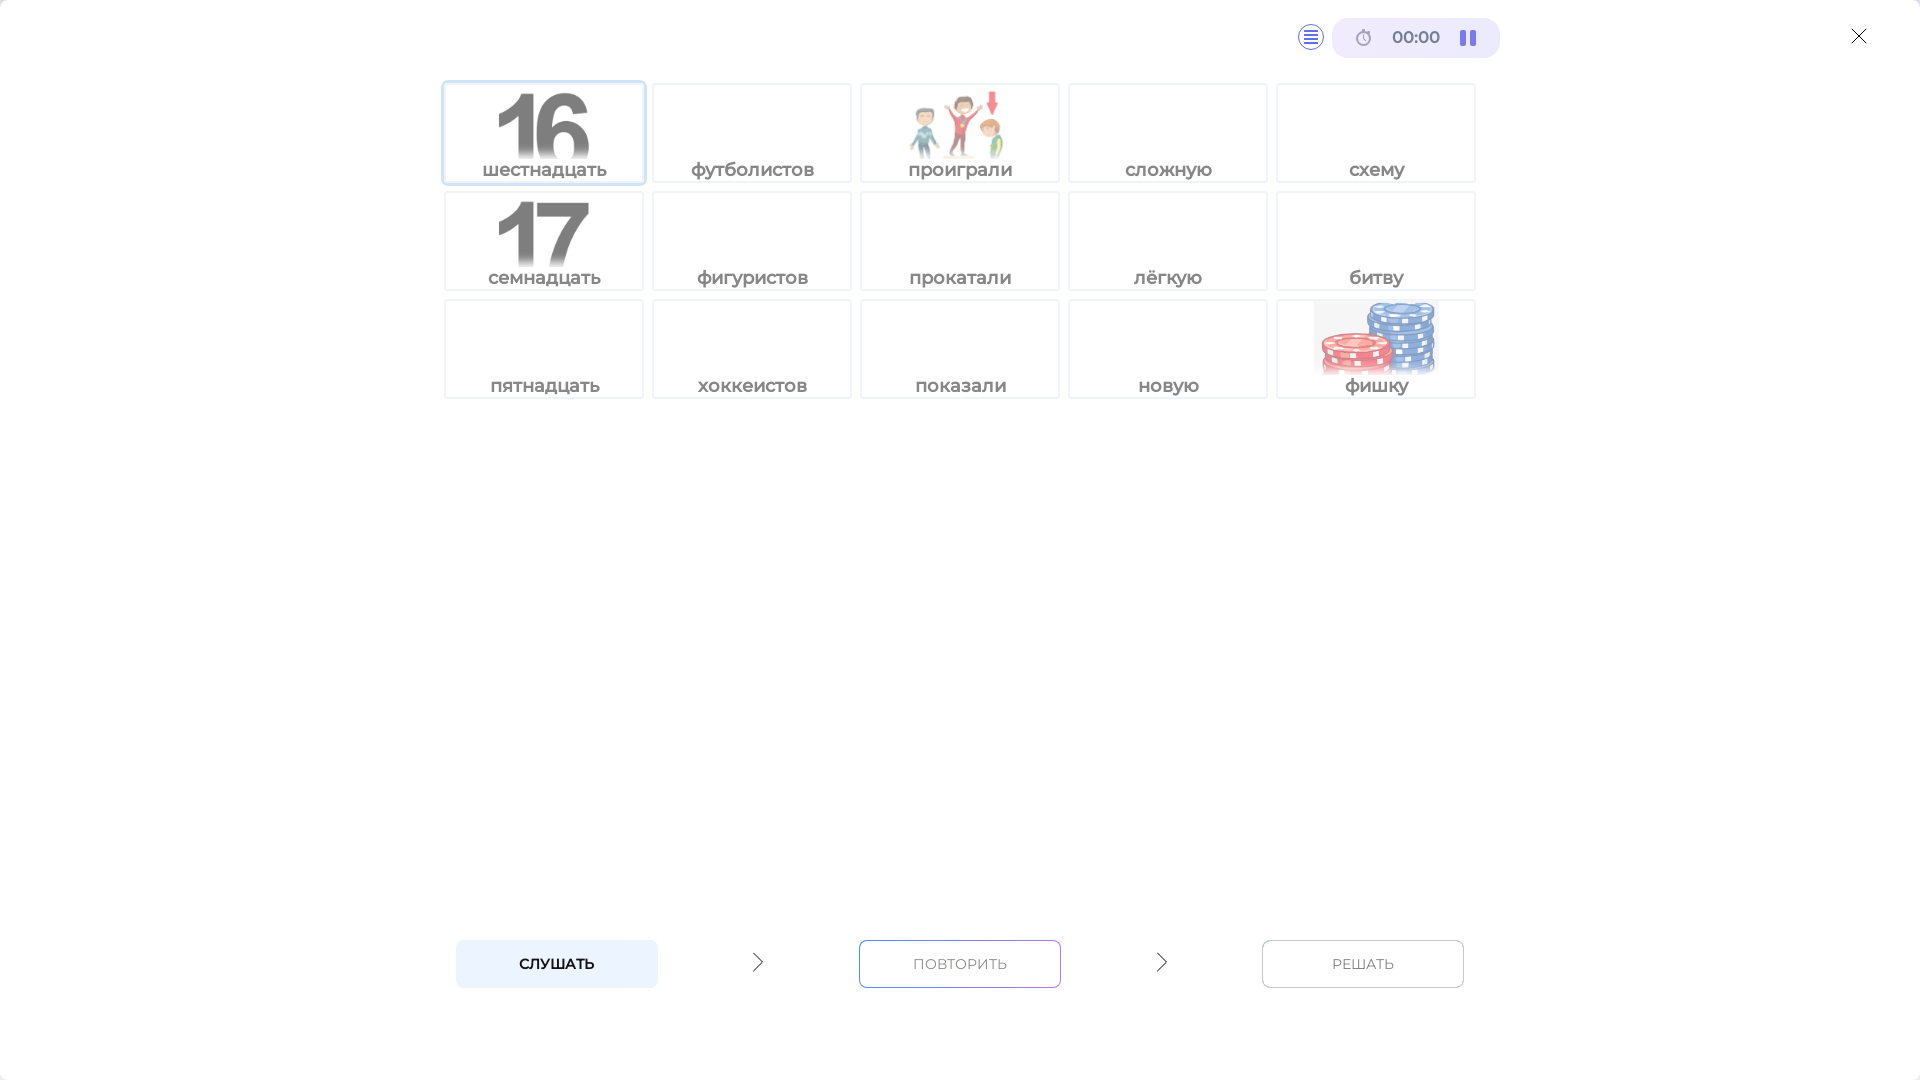 00:00
16
шестнадцать футболистов проиграли сложную схему
17
семнадцать фигуристов прокатали лёгкую битву
пятнадцать хоккеистов показали новую фишку
СЛУШАТЬ ПОВТОРИТЬ РЕШАТЬ